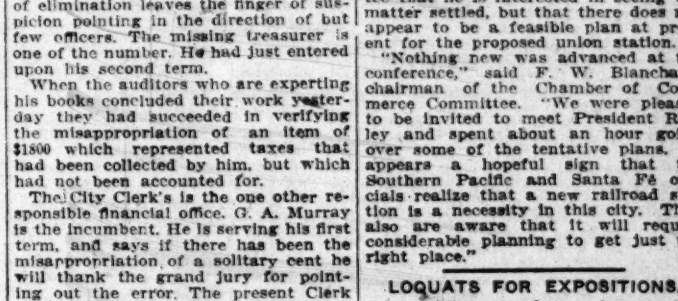 of elimination leaves the finger of sus-
picion pointing in the direction of but
few officers. The missing treasurer is
one of the number. He had just entered
upon his second term.
When the auditors who are experting
his books concluded their work yester-
day they had succeeded in verifying
the misappropriation of an item of
$1800 which represented taxes that
had been collected by him, but which
had not been accounted for.
The City Clerk's is the one other re-
sponsible financial office. G. A. Murray
is the incumbent. He is serving his first
term, and says if there has been the
misappropriation of a solitary cent he
will thank the grand jury for point-
ing out the error. The present Clerk
matter settled, but that there does
appear to be a feasible plan at
ent for the proposed union station.
"Nothing new was advanced at
conference," said F. W.
chairman of the Chamber of
merce Committee. "We were
to be invited to meet President
ley and spent about an hour
over some of the tentative plans.
appears a hopeful sign that
Southern Pacific and Santa Fé
cials realize that a new railroad
tion is a necessity in this city.
also are aware that it will
considerable planning to get just
right place."
LOQUATS FOR EXPOSITIONS